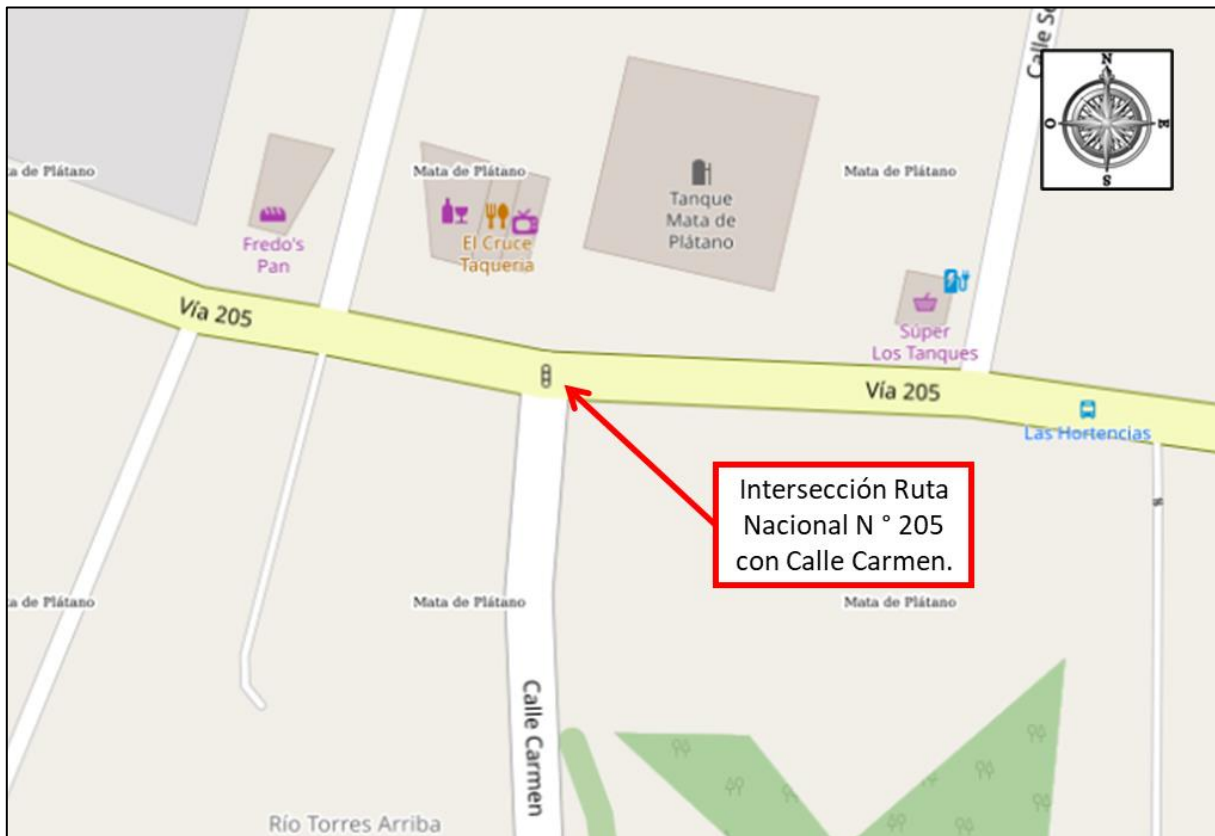 Calle Se
N
O
E
S
a de Plátano
Mata de Plátano
Mata de Plátano
Tanque
Mata de
Plátano
Fredo's
Pan
El Cruce
Taqueria
Vía 205
Súper
Los Tanques
Vía 205
Las Hortencias
Intersección Ruta
Nacional N ° 205
con Calle Carmen.
a de Plátano
Mata de Plátano
Mata de Plátano
Calle Carmen
Río Torres Arriba